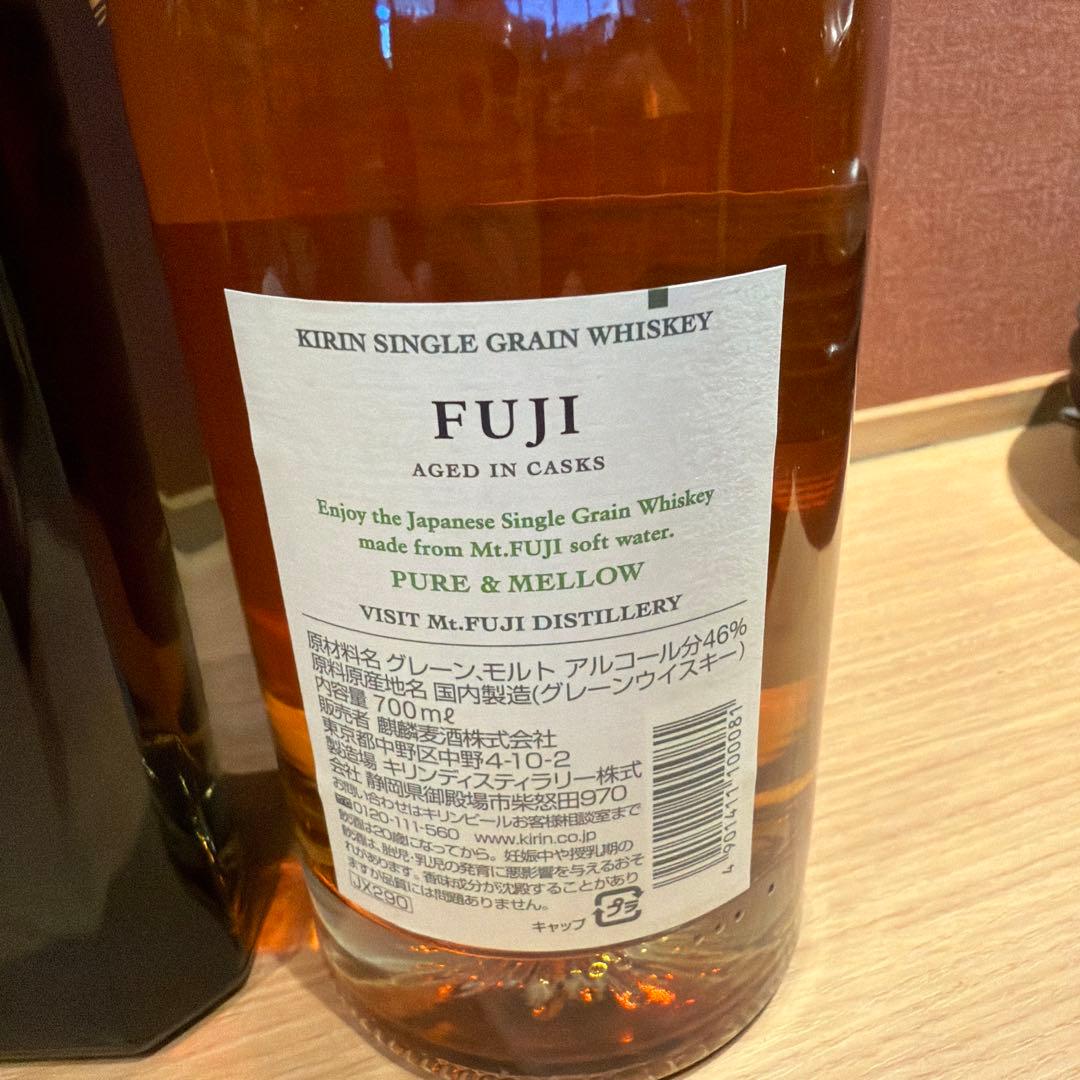 KIRIN SINGLE GRAIN WHISKEY
FUJI
AGED IN CASKS
Enjoy the Japanese Single Grain Whiskey
made from Mt.FUJI soft water.
PURE & MELLOW
VISIT Mt.FUJI DISTILLERY
原材料名 グレーン、モルト アルコール分46%
原料原産地名 国内製造(グレーンウイスキー)
内容量 700mℓ
販売者 麒麟麦酒株式会社
東京都中野区中野4-10-2
製造場 キリンディスティラリー株式
会社 静岡県御殿場市柴怒田970
お問い合わせはキリンビールお客様相談室まで
0120-111-560 www.kirin.co.jp
飲酒は20歳になってから。妊娠中や授乳期の
飲酒は、胎児・乳児の発育に悪影響を与えるおそ
れがあります。香味成分が沈殿することがあり
ますが品質には問題ありません。
JX290
キャップ プラ
4 901411 100081